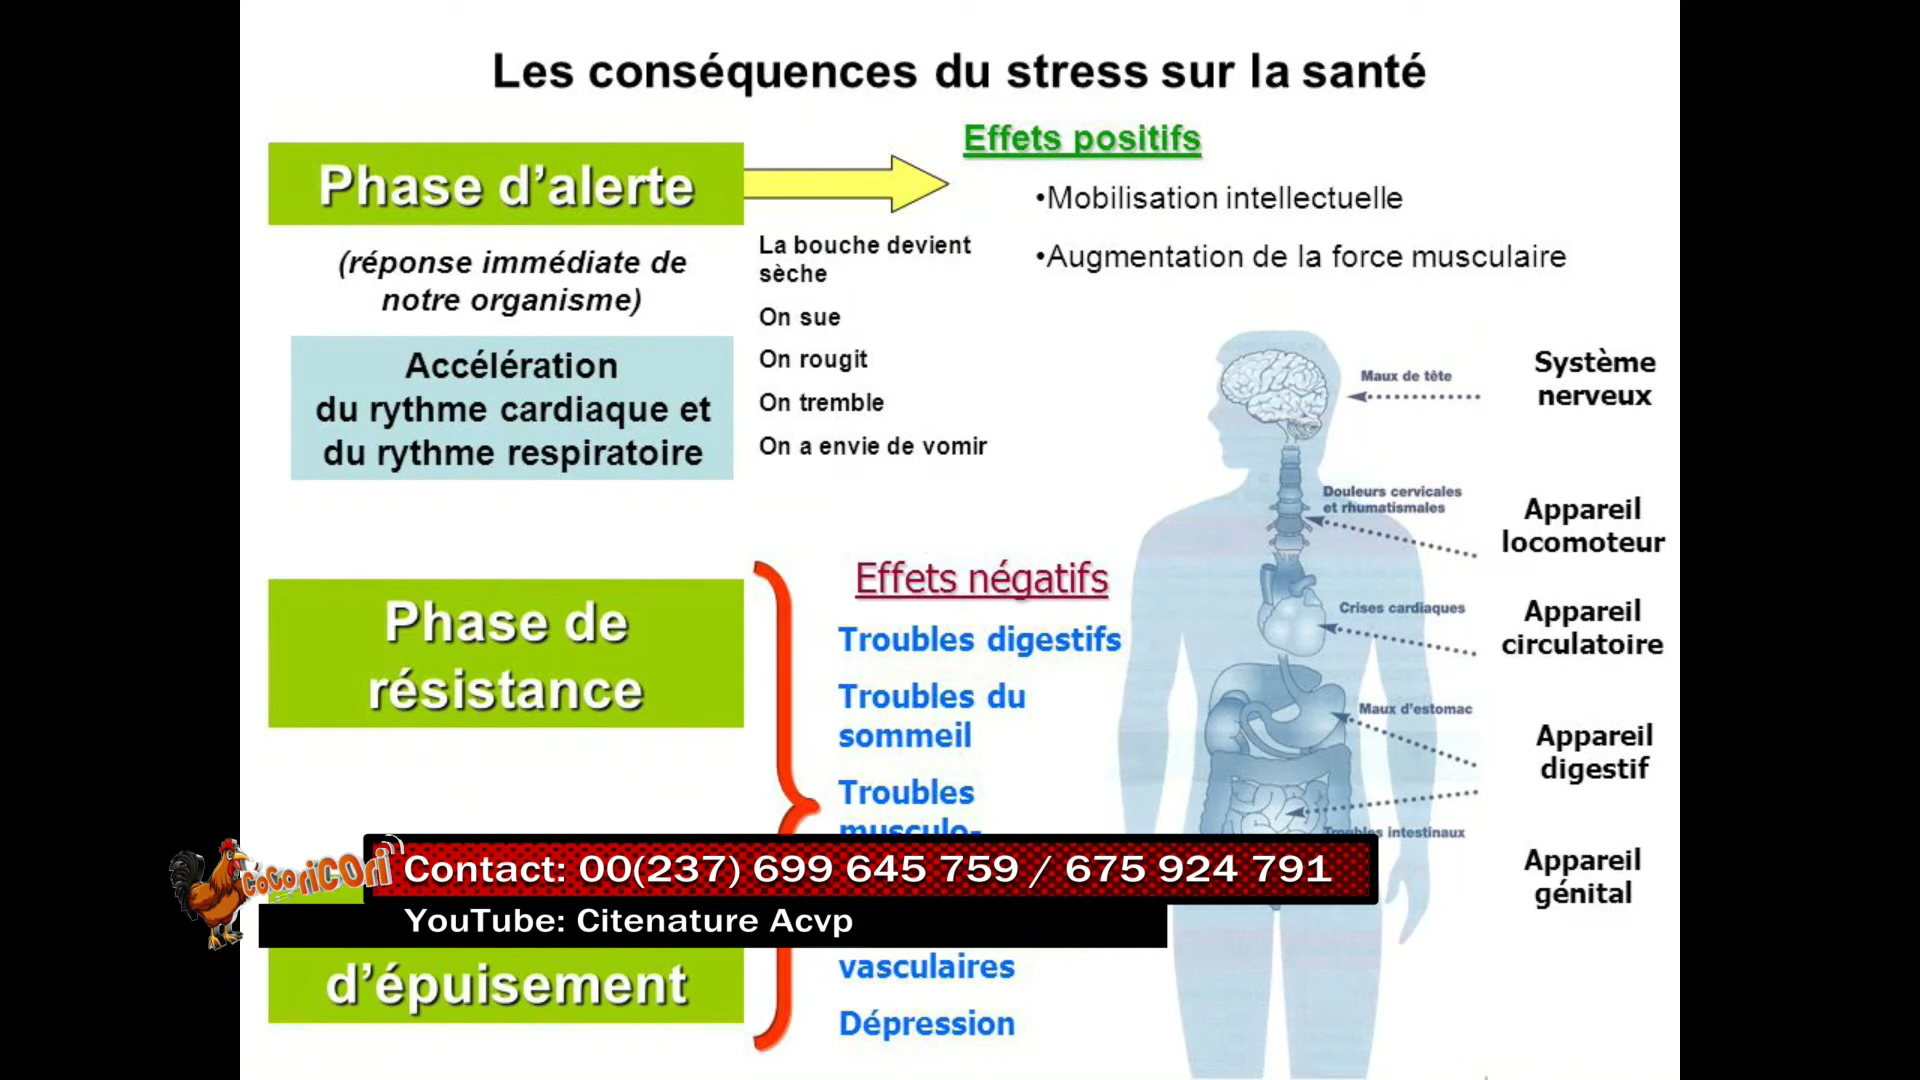 Les conséquences du stress sur la santé
Phase d’alerte
(réponse immédiate de
notre organisme)
Accélération
du rythme cardiaque et
du rythme respiratoire
La bouche devient
sèche
On sue
On rougit
On tremble
On a envie de vomir
Effets positifs
•Mobilisation intellectuelle
•Augmentation de la force musculaire
Maux de tête
Système
nerveux
Douleurs cervicales
et rhumatismales
Appareil
locomoteur
Crises cardiaques
Appareil
circulatoire
Maux d'estomac
Appareil
digestif
Troubles intestinaux
Appareil
génital
Phase de
résistance
Effets négatifs
Troubles digestifs
Troubles du
sommeil
Troubles
musculo-
CoCoriCOri
Contact: 00(237) 699 645 759 / 675 924 791
YouTube: Citenature Acvp
d’épuisement
vasculaires
Dépression